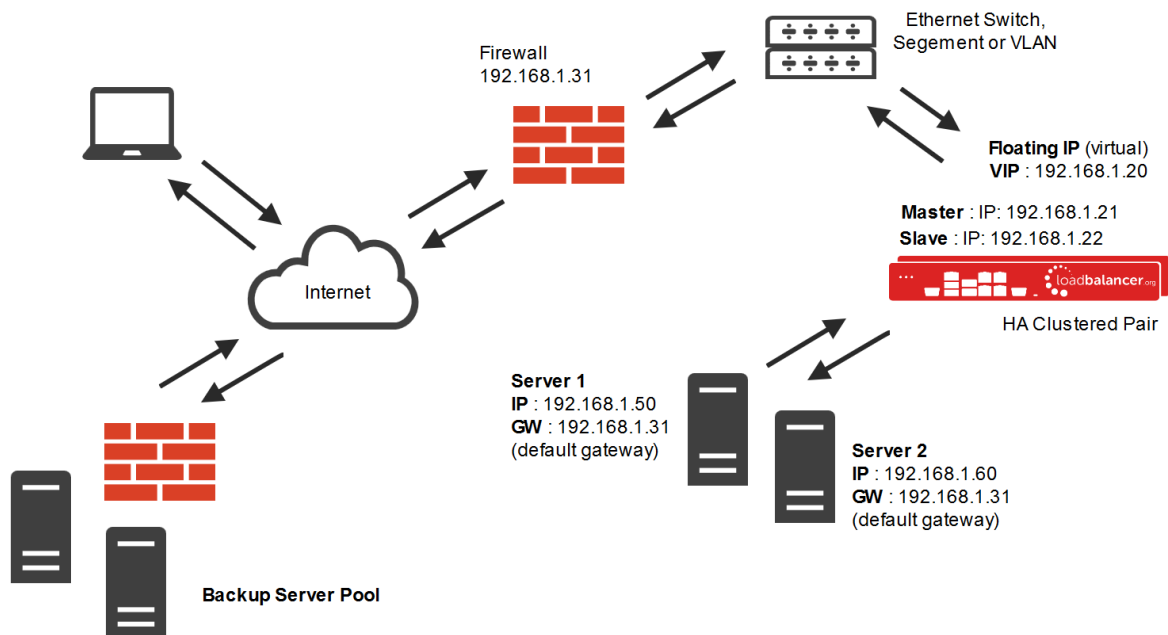 Ethernet Switch,
Segement or VLAN
Firewall
192.168.1.31
Floating IP (virtual)
VIP : 192.168.1.20
Master : IP: 192.168.1.21
Slave : IP: 192.168.1.22
loadbalancer.org
HA Clustered Pair
Internet
Server 1
IP : 192.168.1.50
GW : 192.168.1.31
(default gateway)
Server 2
IP : 192.168.1.60
GW : 192.168.1.31
(default gateway)
Backup Server Pool